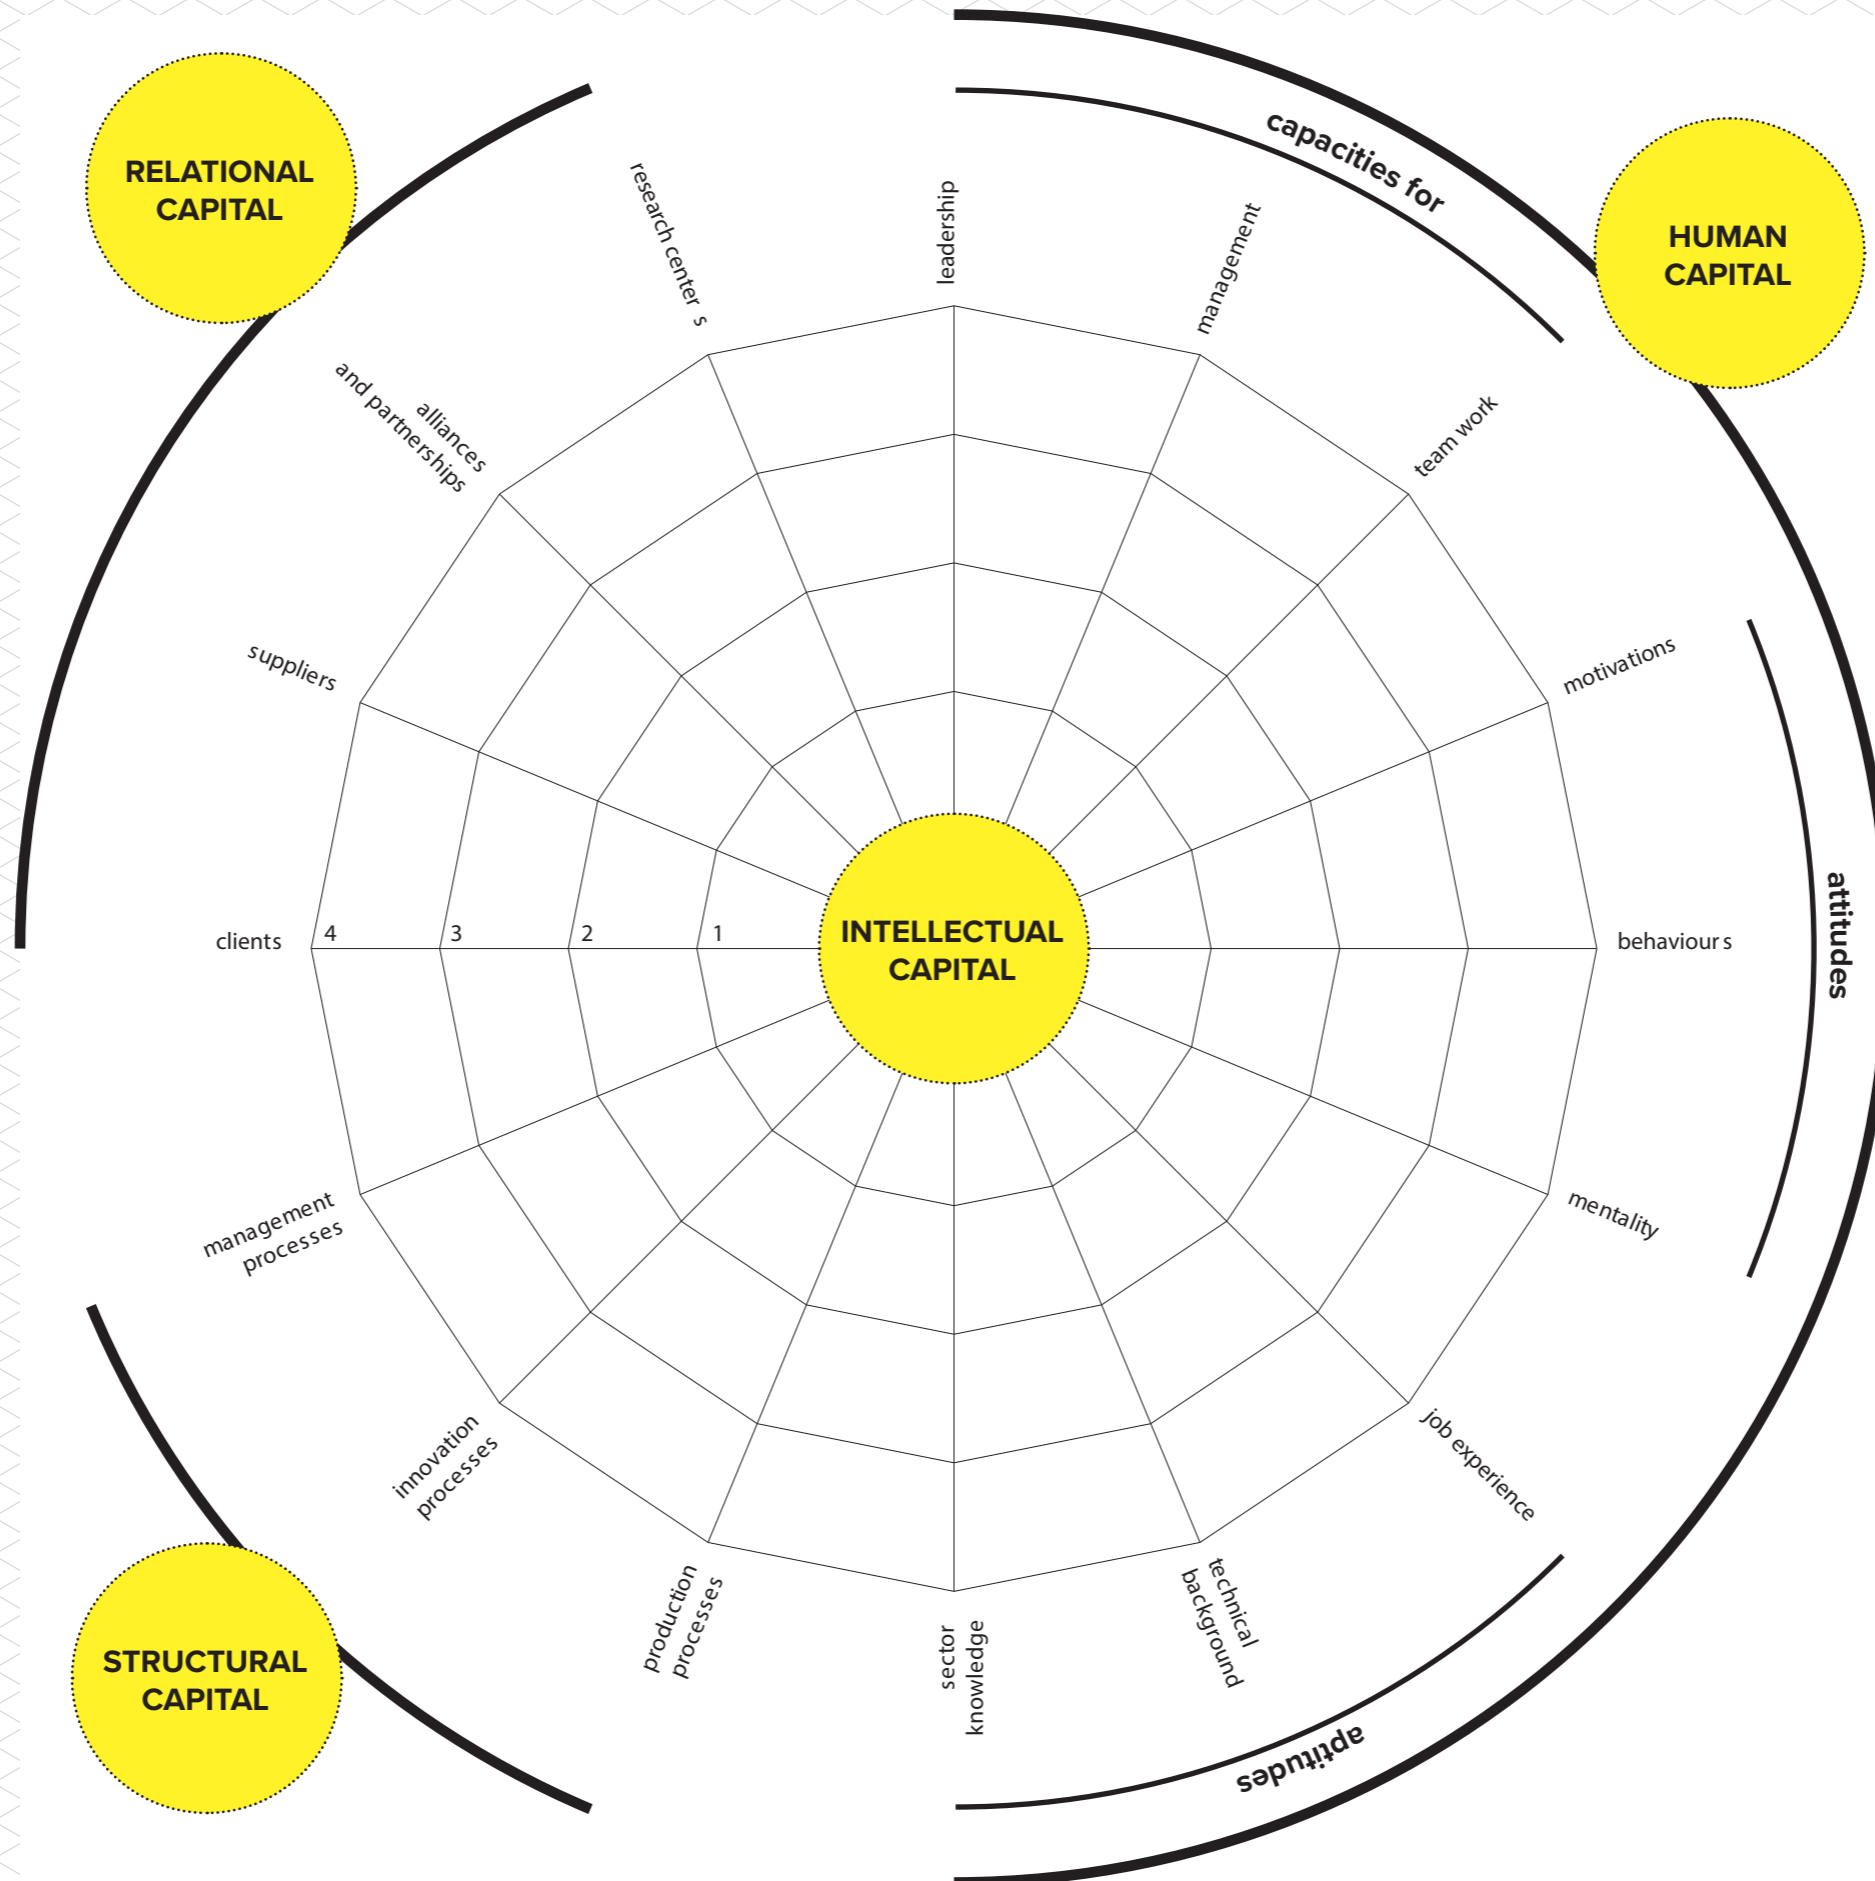 RELATIONAL
CAPITAL
HUMAN
CAPITAL
capacities for
research centers
leadership
management
alliances
and partnerships
team work
suppliers
motivations
clients
4
3
2
1
INTELLECTUAL
CAPITAL
behaviours
attitudes
management
processes
mentality
innovation
processes
job experience
production
processes
sector
knowledge
technical
background
aptitudes
STRUCTURAL
CAPITAL